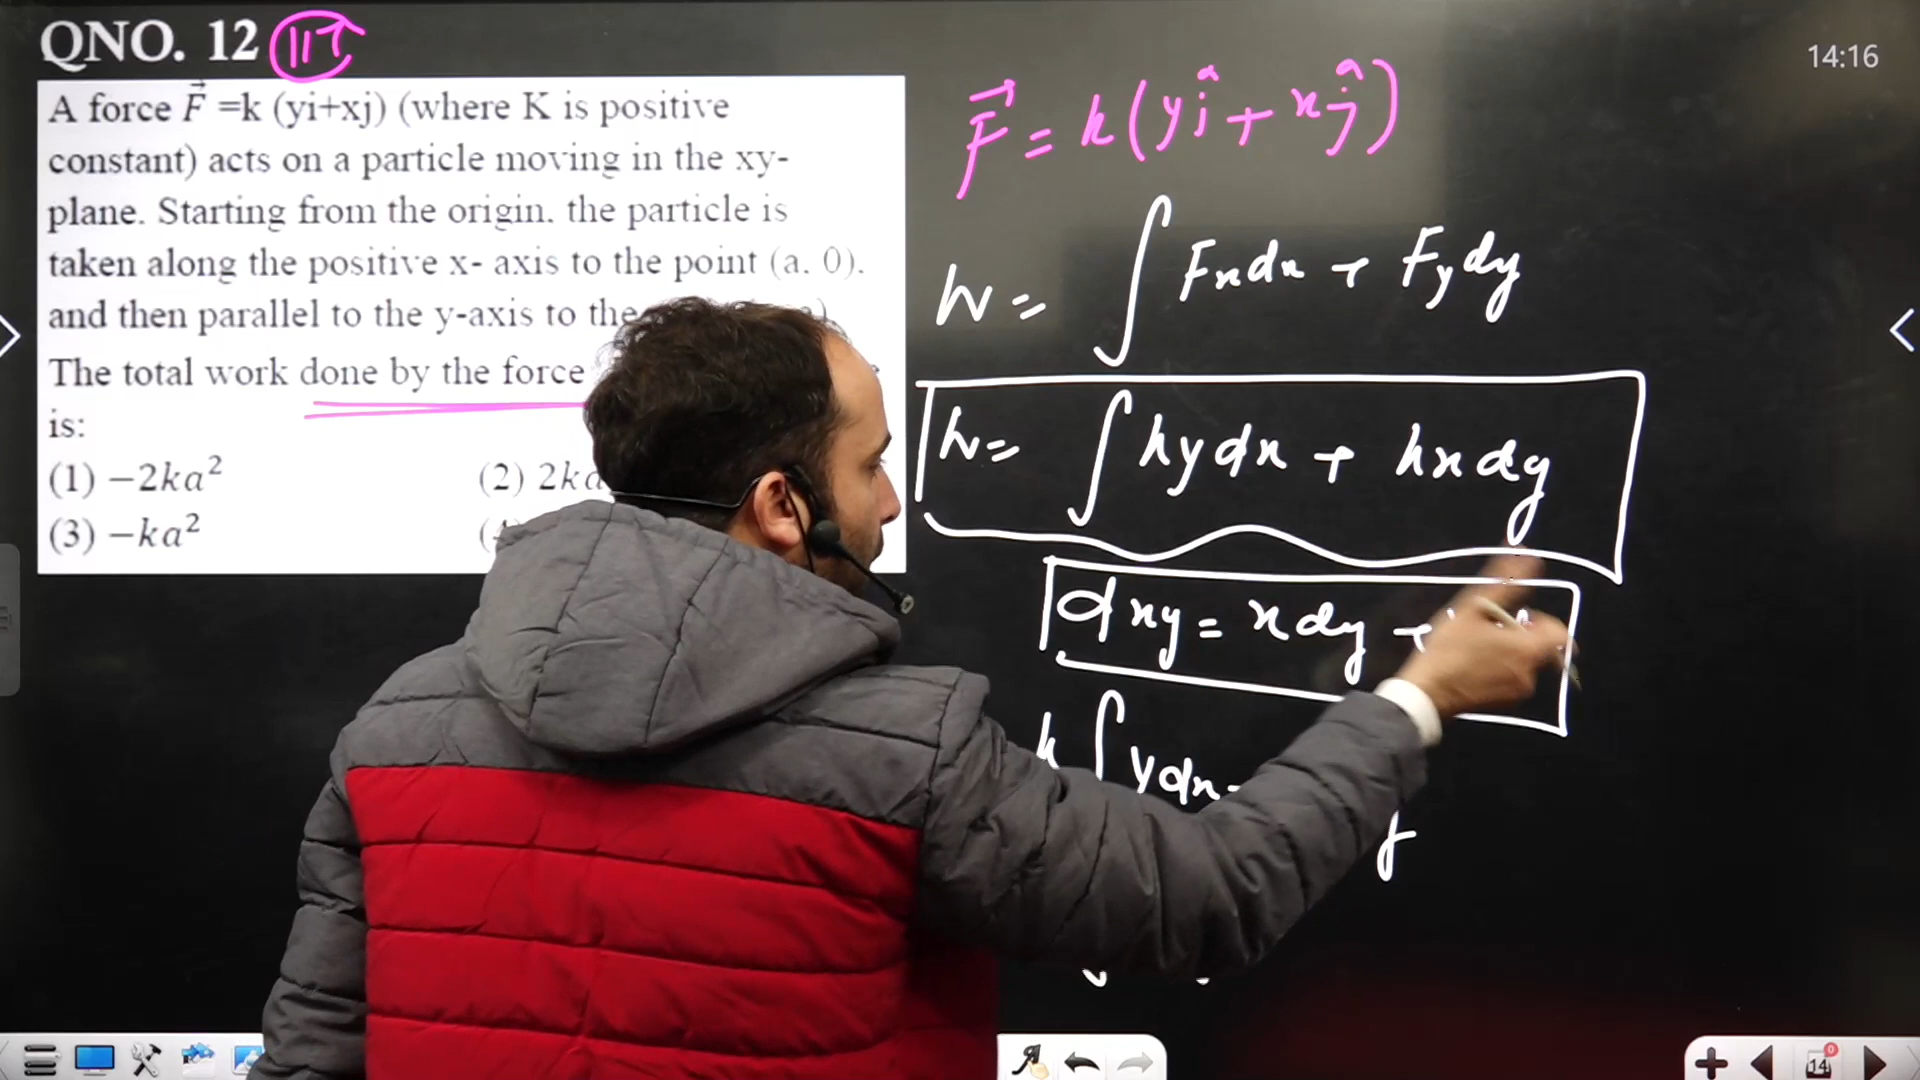 QNO. 12 IIT
14:16
A force F⃗ =k (yi+xj) (where K is positive
constant) acts on a particle moving in the xy-
plane. Starting from the origin. the particle is
taken along the positive x- axis to the point (a. 0).
and then parallel to the y-axis to the
The total work done by the force
is:
(1) −2ka²
(2) 2k
(3) −ka²
F⃗ = k(yî + xĵ)
W = ∫ Fxdx + Fydy
W = ∫ kydx + kxdy
dxy = xdy +
k ∫ ydx
14
0